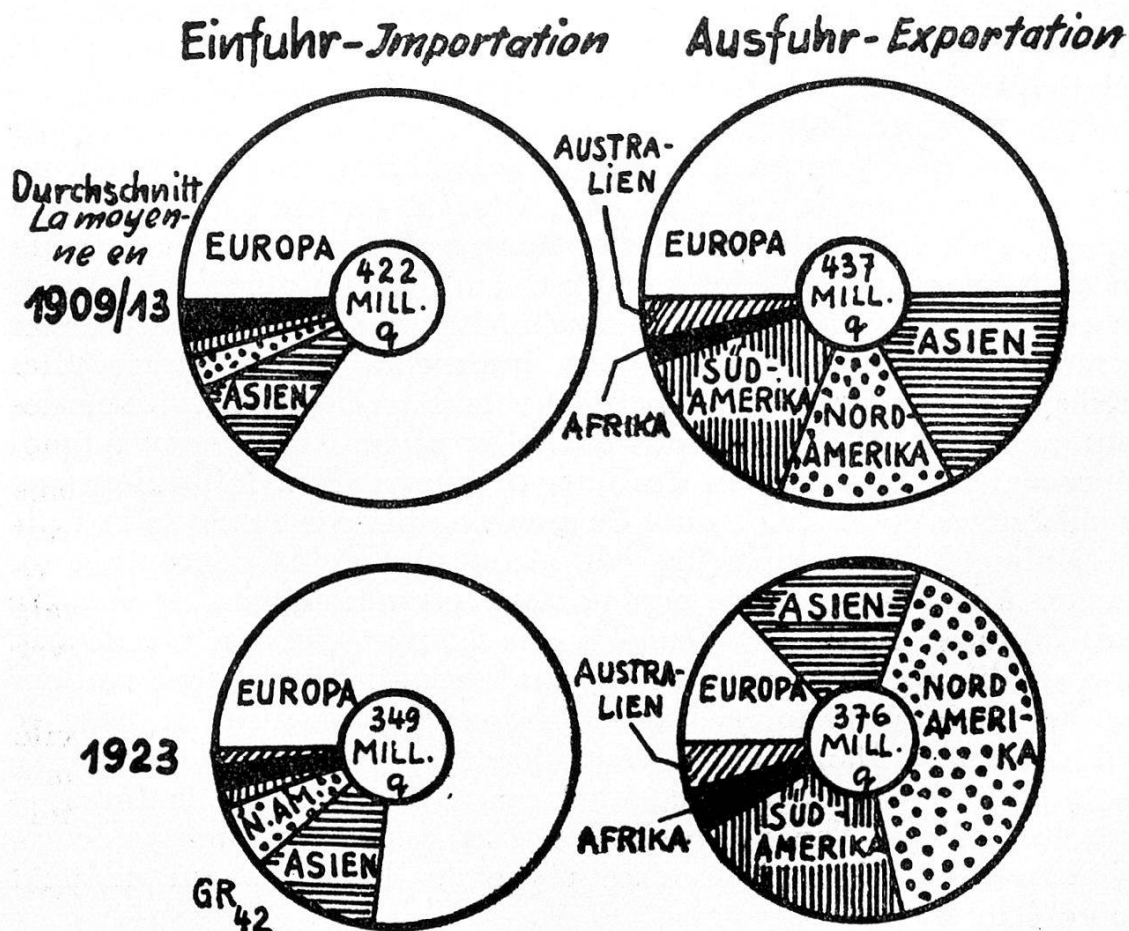 Einfuhr-Importation
Ausfuhr-Exportation
Durchschnitt
La moyen-
ne en
1909/13
EUROPA
422
MILL.
q
ASIEN
AUSTRA-
LIEN
EUROPA
437
MILL.
q
ASIEN
AFRIKA
SÜD-
AMERIKA
NORD-
AMERIKA
1923
EUROPA
349
MILL.
q
N.AM.
ASIEN
GR
42
ASIEN
AUSTRA-
LIEN
EUROPA
376
MILL.
q
NORD
AMERI-
KA
AFRIKA
SÜD-
AMERIKA